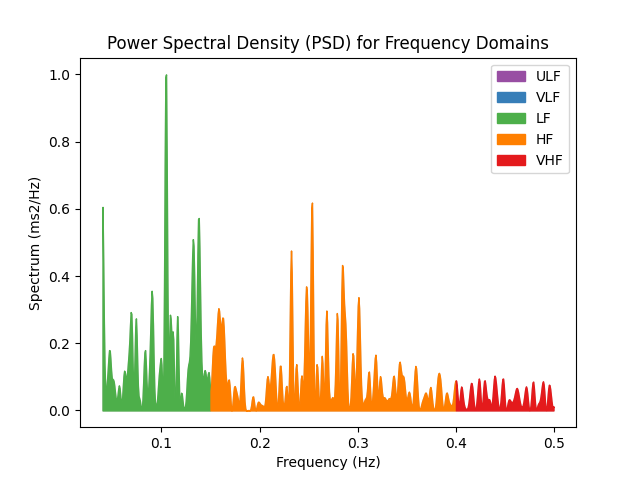 Power Spectral Density (PSD) for Frequency Domains
1.0
0.8
0.6
0.4
0.2
0.0
Spectrum (ms2/Hz)
ULF
VLF
LF
HF
VHF
0.1 0.2 0.3 0.4 0.5
Frequency (Hz)